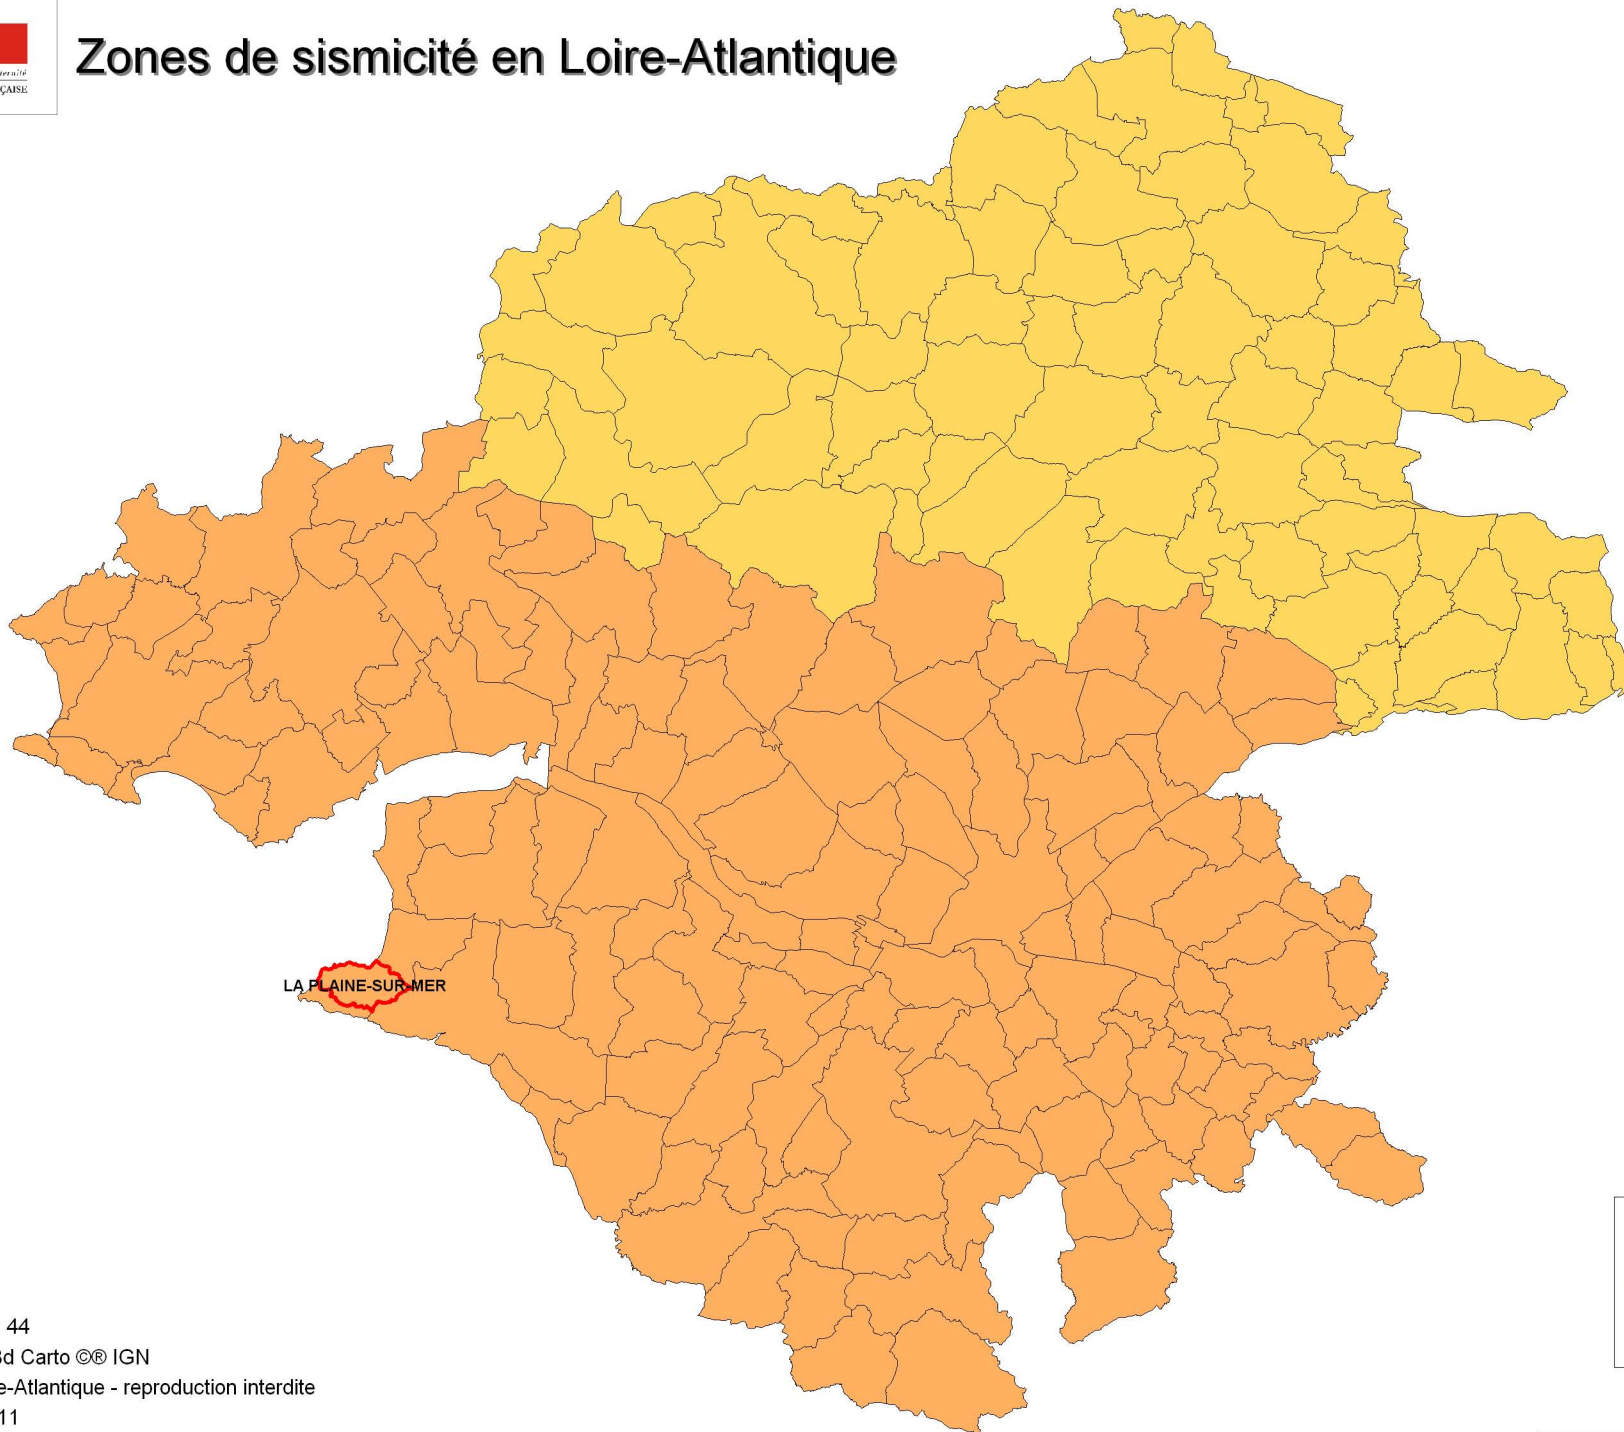 Zones de sismicité en Loire-Atlantique
LA PLAINE-SUR-MER
44
Carto ©® IGN
-Atlantique - reproduction interdite
11